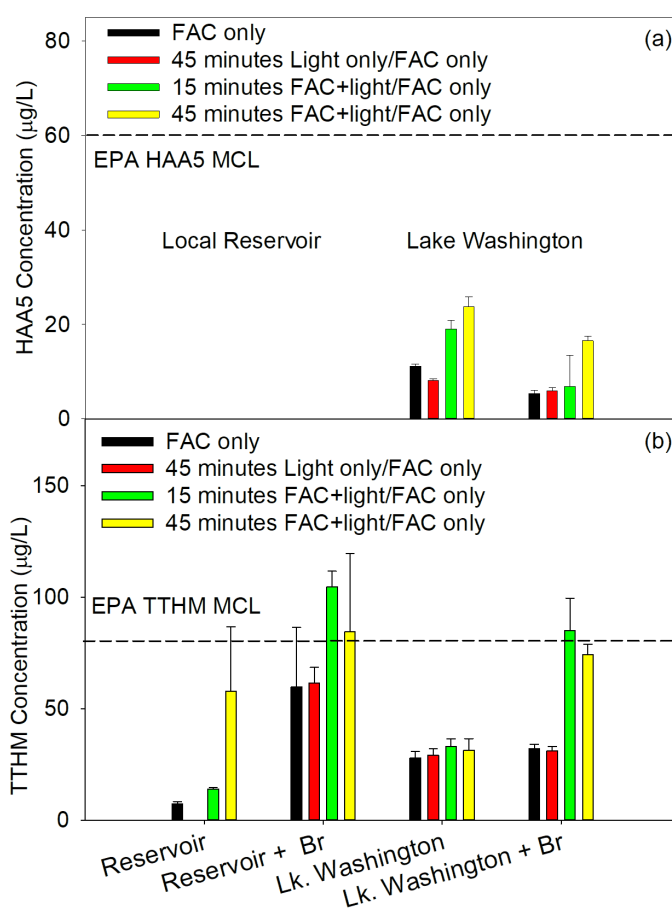 (a)
FAC only
45 minutes Light only/FAC only
15 minutes FAC+light/FAC only
45 minutes FAC+light/FAC only
EPA HAA5 MCL
Local Reservoir Lake Washington
HAA5 Concentration (μg/L)
80
60
40
20
0
(b)
FAC only
45 minutes Light only/FAC only
15 minutes FAC+light/FAC only
45 minutes FAC+light/FAC only
EPA TTHM MCL
TTHM Concentration (μg/L)
150
100
50
0
Reservoir
Reservoir + Br
Lk. Washington
Lk. Washington + Br